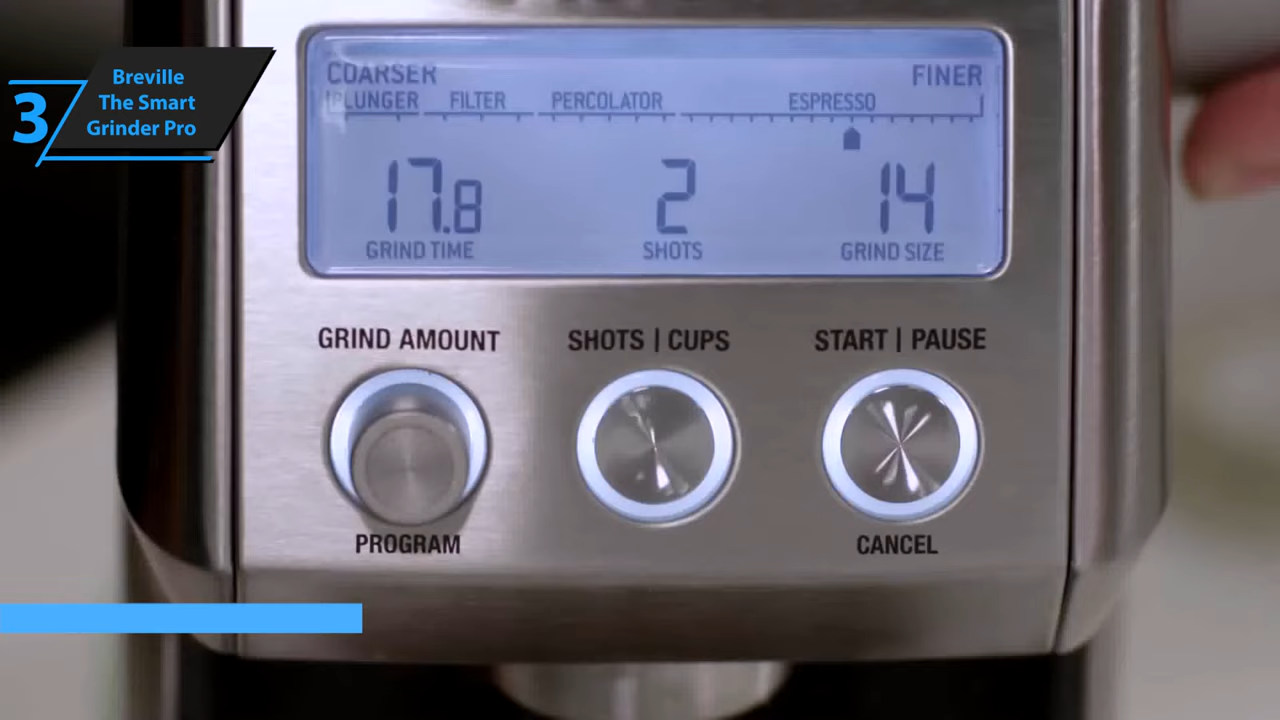 3
Breville
The Smart
Grinder Pro
COARSER FINER
PLUNGER FILTER PERCOLATOR ESPRESSO
17.8 2 14
GRIND TIME SHOTS GRIND SIZE
GRIND AMOUNT SHOTS | CUPS START | PAUSE
PROGRAM CANCEL